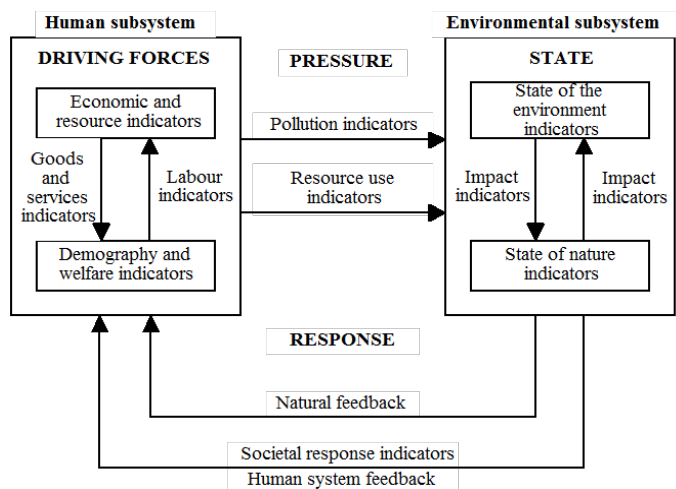 Human subsystem
Environmental subsystem
DRIVING FORCES
PRESSURE
STATE
Economic and
resource indicators
State of the
environment
indicators
Pollution indicators
Goods
and
services
indicators
Labour
indicators
Resource use
indicators
Impact
indicators
Impact
indicators
Demography and
welfare indicators
State of nature
indicators
RESPONSE
Natural feedback
Societal response indicators
Human system feedback